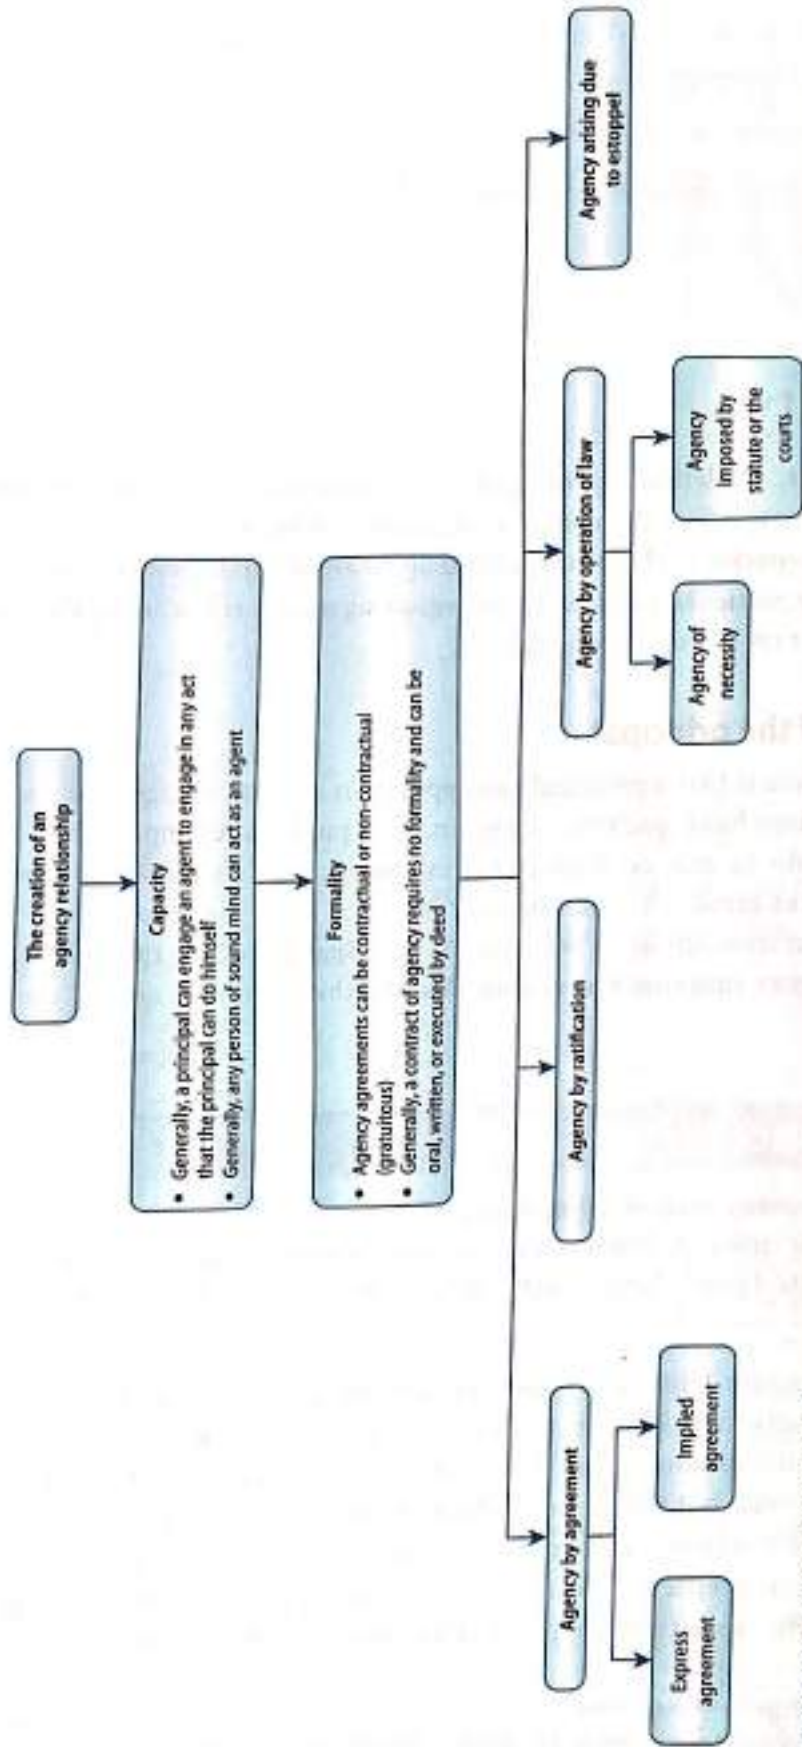 The creation of an
agency relationship
Capacity
• Generally, a principal can engage an agent to engage in any act
that the principal can do himself
• Generally, any person of sound mind can act as an agent
Formality
• Agency agreements can be contractual or non-contractual
(gratuitous)
• Generally, a contract of agency requires no formality and can be
oral, written, or executed by deed
Agency by agreement
Agency by ratification
Agency by operation of law
Agency arising due
to estoppel
Express
agreement
Implied
agreement
Agency of
necessity
Agency
Imposed by
statute or the
courts
the principal